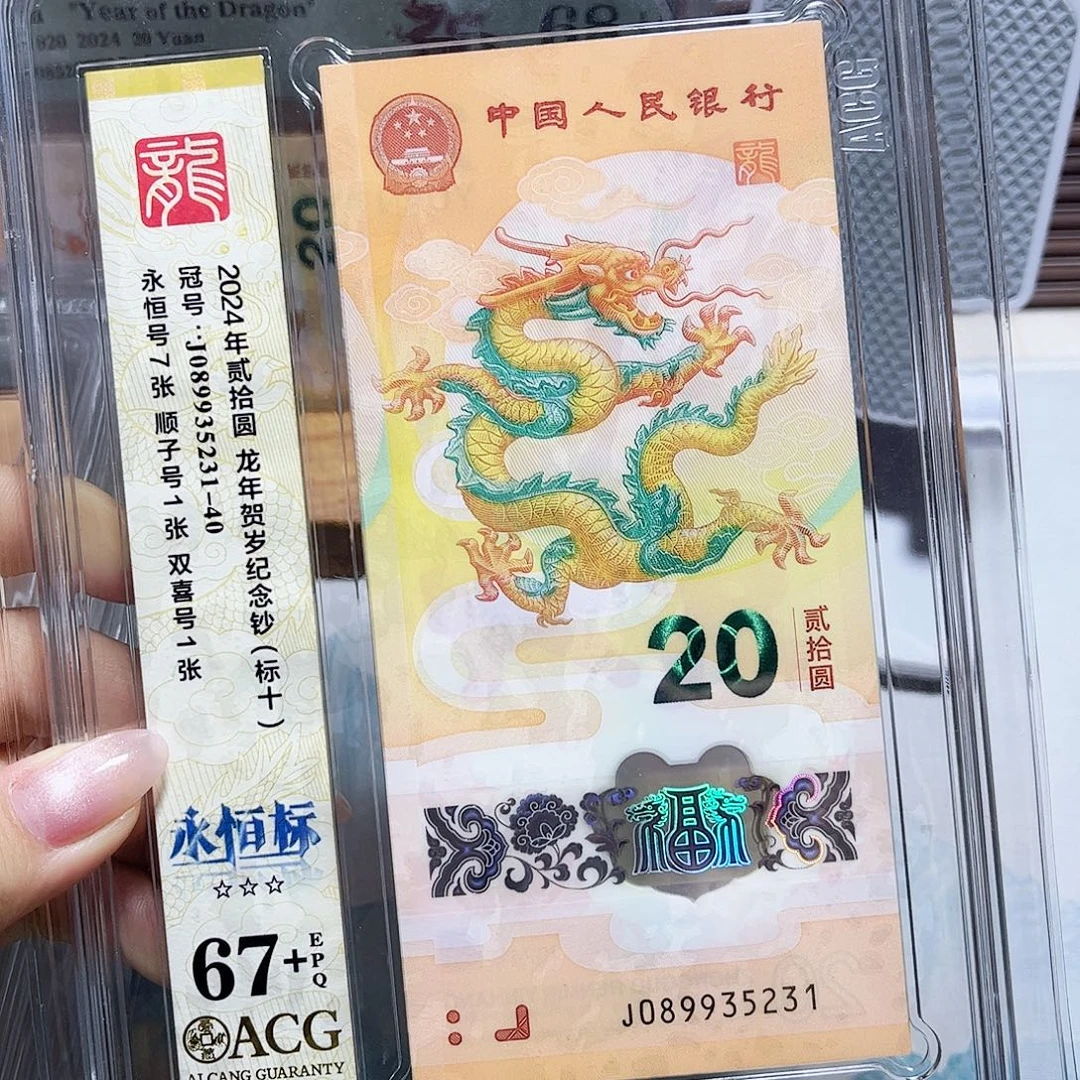 "Year of the Dragon"
2024 20 Yuan
68
ACG
龍
2024年贰拾圆 龙年贺岁纪念钞(标十)
冠号:J089935231-40
永恒号7张 顺子号1张 双喜号1张
永恒标
☆☆☆
67+
EPQ
ACG
AI CANG GUARANTY
中国人民银行
龍
20
贰拾圆
福
J089935231
20